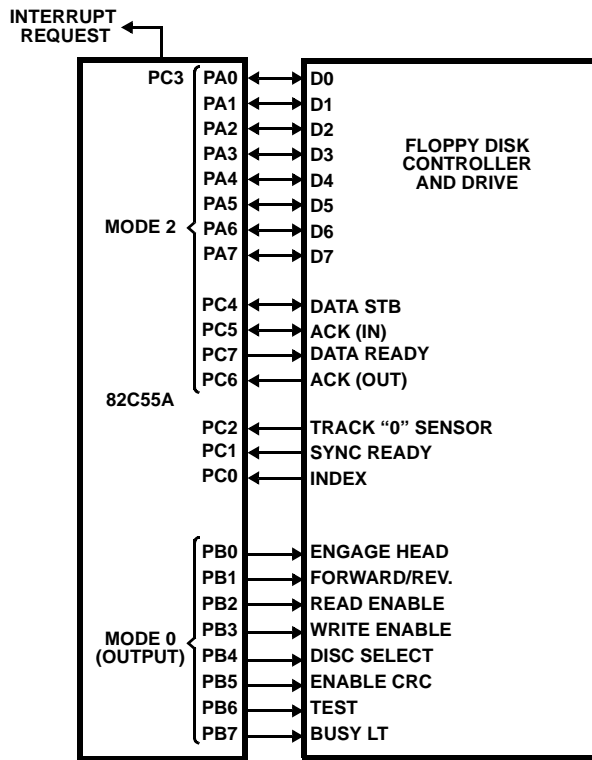 INTERRUPT
REQUEST
PC3 PA0 D0
PA1 D1
PA2 D2
PA3 D3
PA4 D4
PA5 D5
PA6 D6
PA7 D7
MODE 2
FLOPPY DISK
CONTROLLER
AND DRIVE
PC4 DATA STB
PC5 ACK (IN)
PC7 DATA READY
PC6 ACK (OUT)
82C55A
PC2 TRACK “0” SENSOR
PC1 SYNC READY
PC0 INDEX
PB0 ENGAGE HEAD
PB1 FORWARD/REV.
PB2 READ ENABLE
PB3 WRITE ENABLE
PB4 DISC SELECT
PB5 ENABLE CRC
PB6 TEST
PB7 BUSY LT
MODE 0
(OUTPUT)